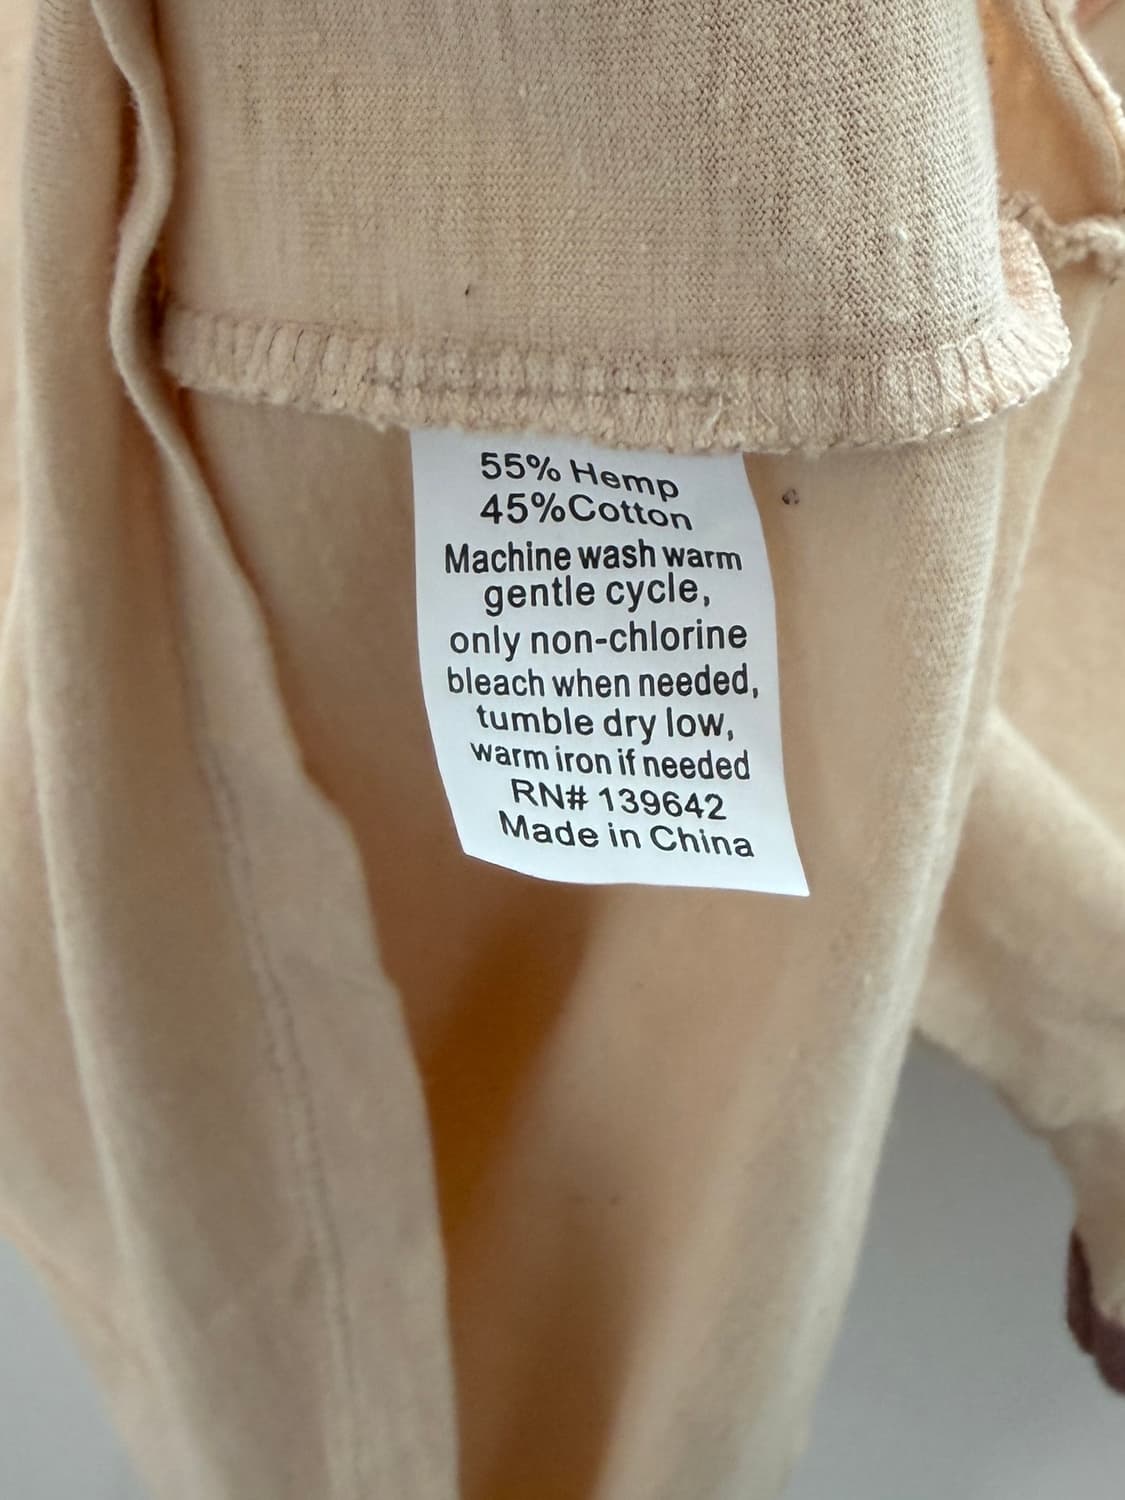 55% Hemp
45%Cotton
Machine wash warm
gentle cycle,
only non-chlorine
bleach when needed,
tumble dry low,
warm iron if needed
RN# 139642
Made in China